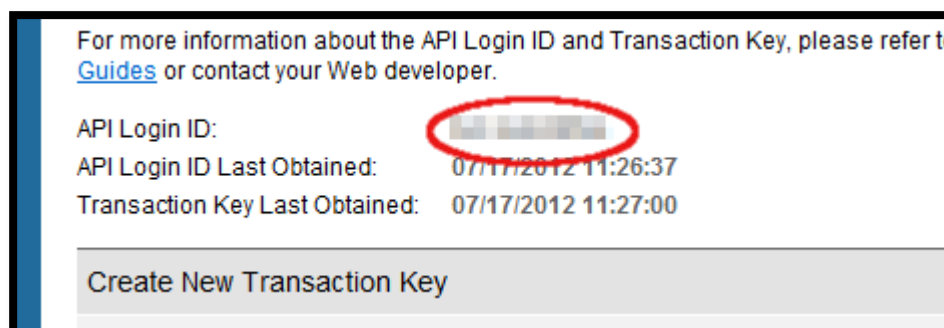 For more information about the API Login ID and Transaction Key, please refer
Guides or contact your Web developer.
API Login ID:
API Login ID Last Obtained: 07/17/2012 11:26:37
Transaction Key Last Obtained: 07/17/2012 11:27:00
Create New Transaction Key